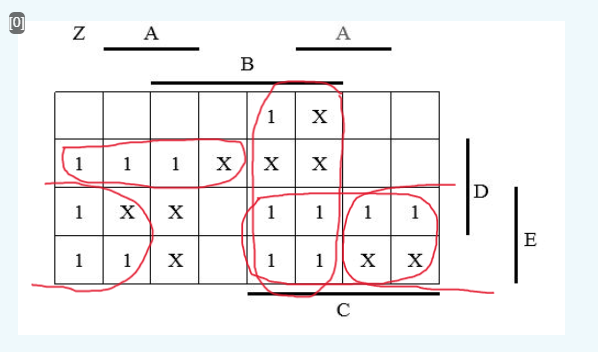 [0]
Z A A
B
1 X
1 1 1 X X X
D
1 X X 1 1 1 1
E
1 1 X 1 1 X X
C